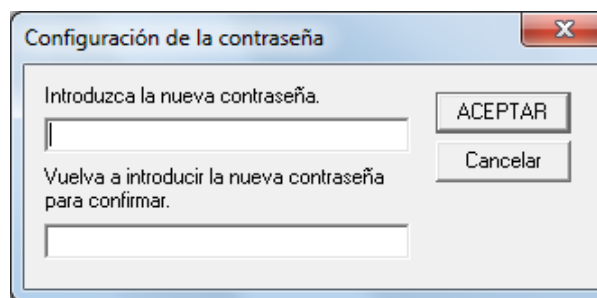 Configuración de la contraseña
Introduzca la nueva contraseña.
ACEPTAR
Cancelar
Vuelva a introducir la nueva contraseña
para confirmar.